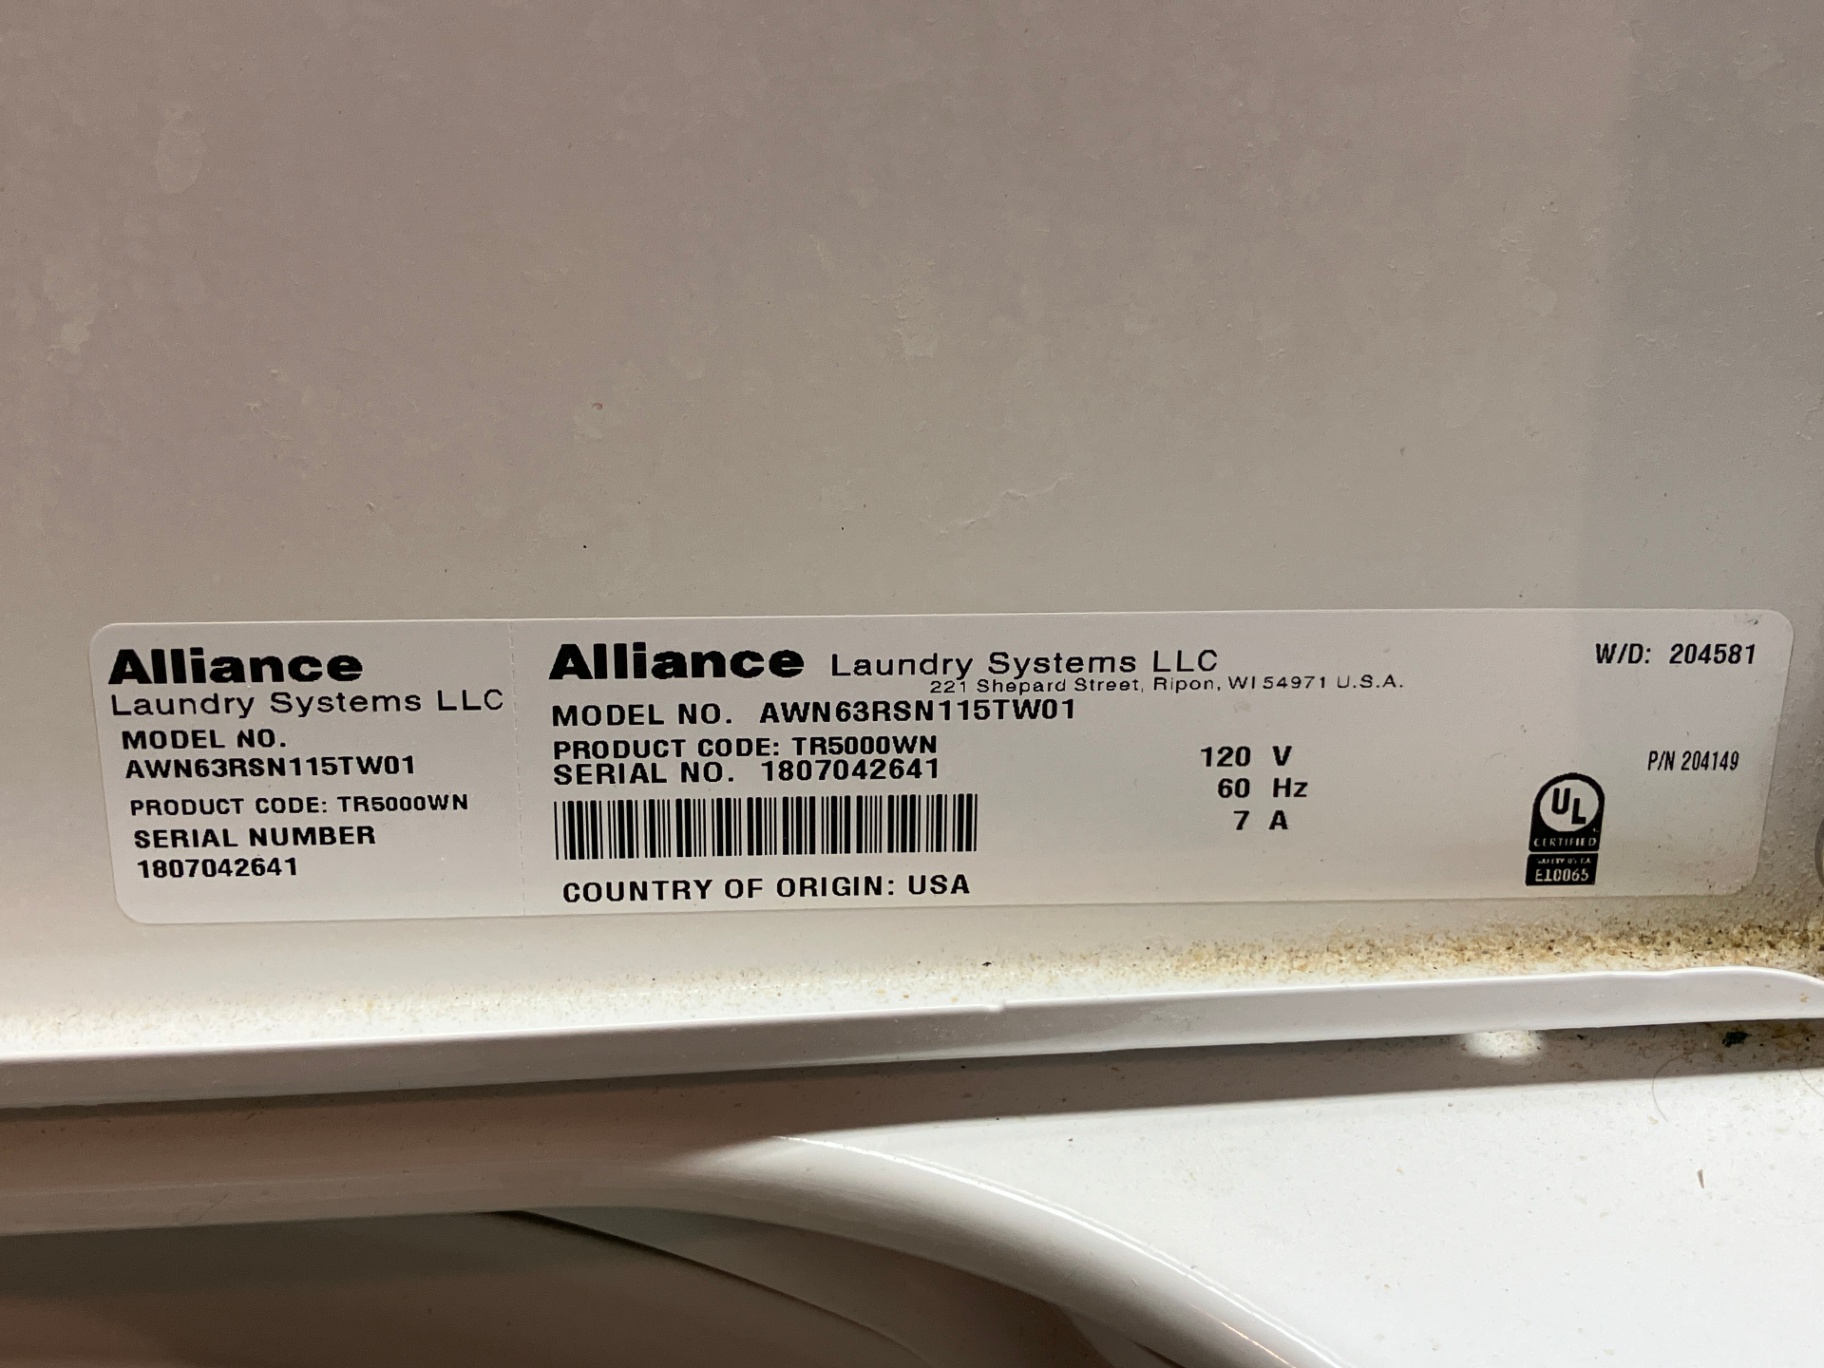 Alliance
Laundry Systems LLC
MODEL NO.
AWN63RSN115TW01
PRODUCT CODE: TR5000WN
SERIAL NUMBER
1807042641
Alliance Laundry Systems LLC
221 Shepard Street, Ripon, WI 54971 U.S.A.
MODEL NO. AWN63RSN115TW01
PRODUCT CODE: TR5000WN
SERIAL NO. 1807042641
COUNTRY OF ORIGIN: USA
120 V
60 Hz
7 A
W/D: 204581
P/N 204149
UL
CERTIFIED
E10065